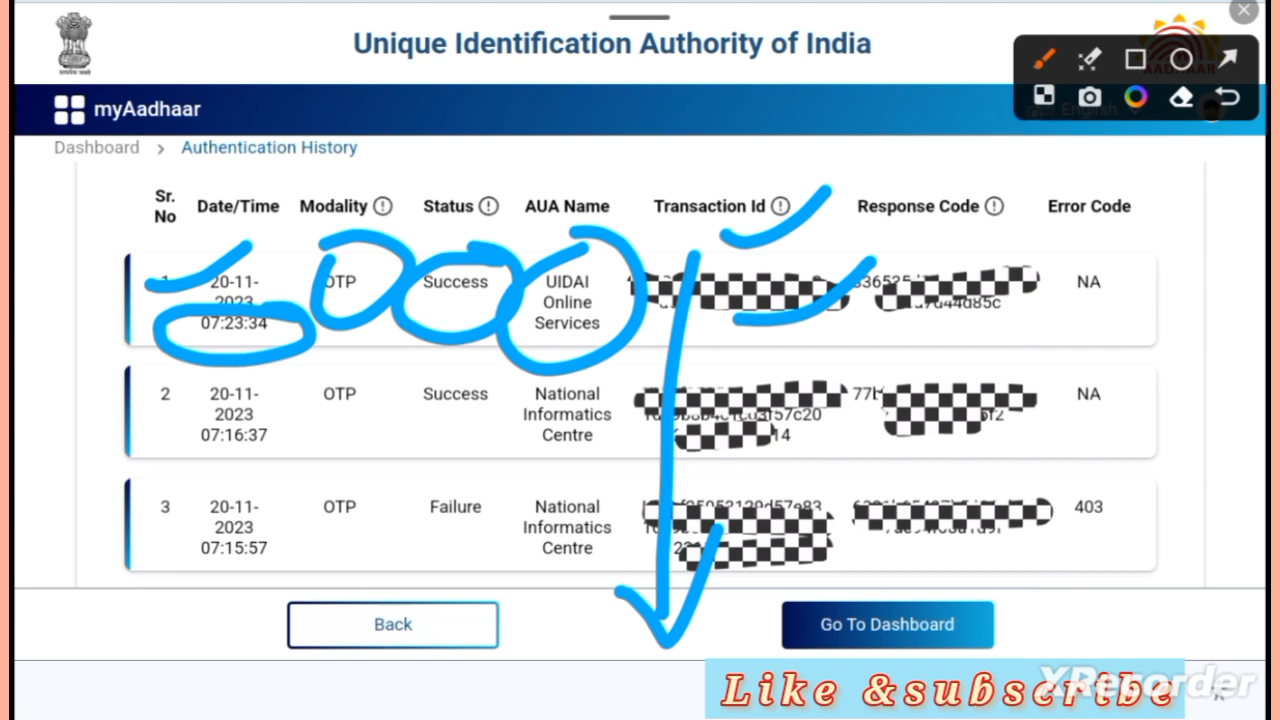 Unique Identification Authority of India
AADHAAR
myAadhaar
English
Dashboard > Authentication History
Sr. No Date/Time Modality Status AUA Name Transaction Id Response Code Error Code
1 20-11-2023 07:23:34 OTP Success UIDAI Online Services NA
2 20-11-2023 07:16:37 OTP Success National Informatics Centre NA
3 20-11-2023 07:15:57 OTP Failure National Informatics Centre 403
Back Go To Dashboard
Like &subscribe
XRecorder